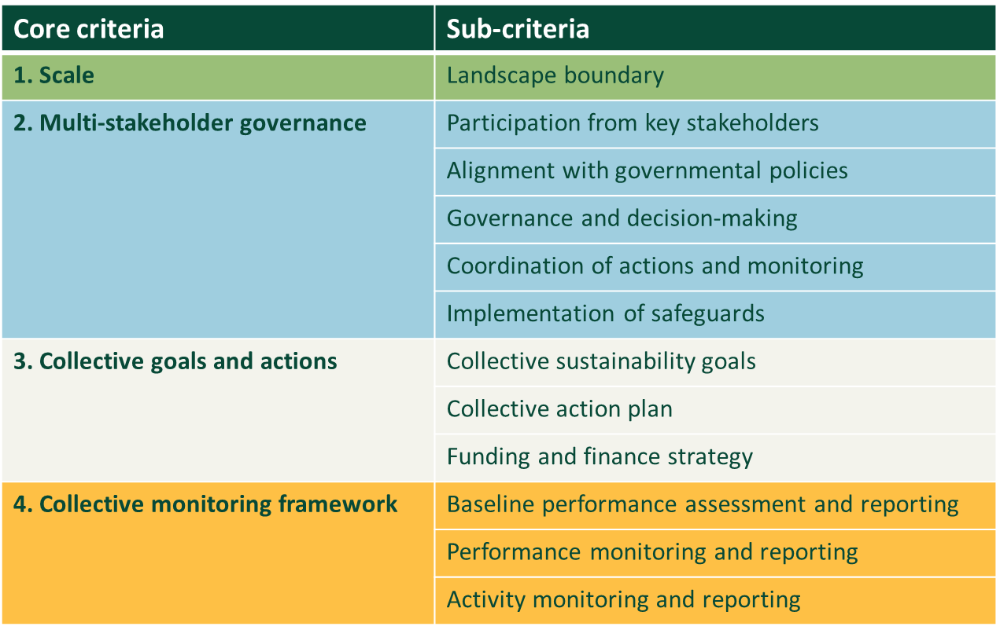 Core criteria Sub-criteria
1. Scale Landscape boundary
2. Multi-stakeholder governance Participation from key stakeholders
Alignment with governmental policies
Governance and decision-making
Coordination of actions and monitoring
Implementation of safeguards
3. Collective goals and actions Collective sustainability goals
Collective action plan
Funding and finance strategy
4. Collective monitoring framework Baseline performance assessment and reporting
Performance monitoring and reporting
Activity monitoring and reporting